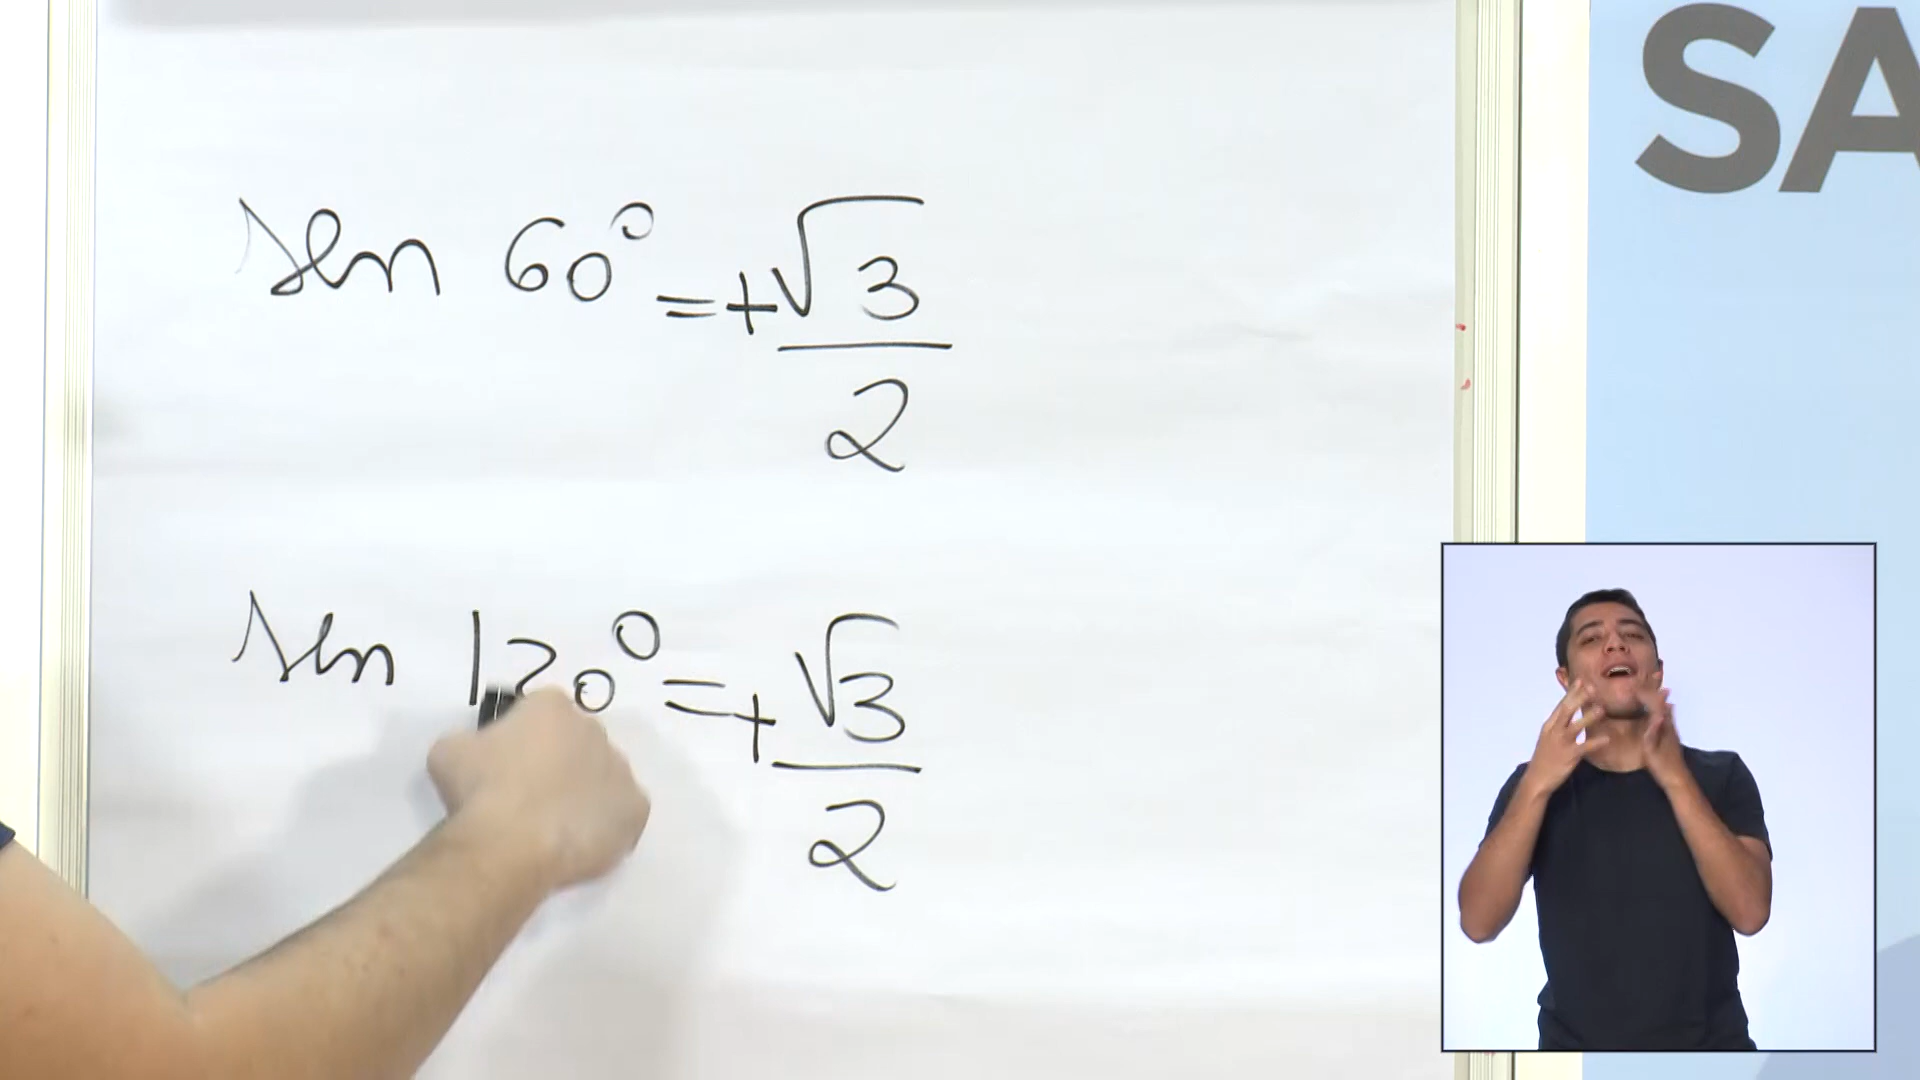 sen 60° = +√3/2
sen 120° = +√3/2
SA